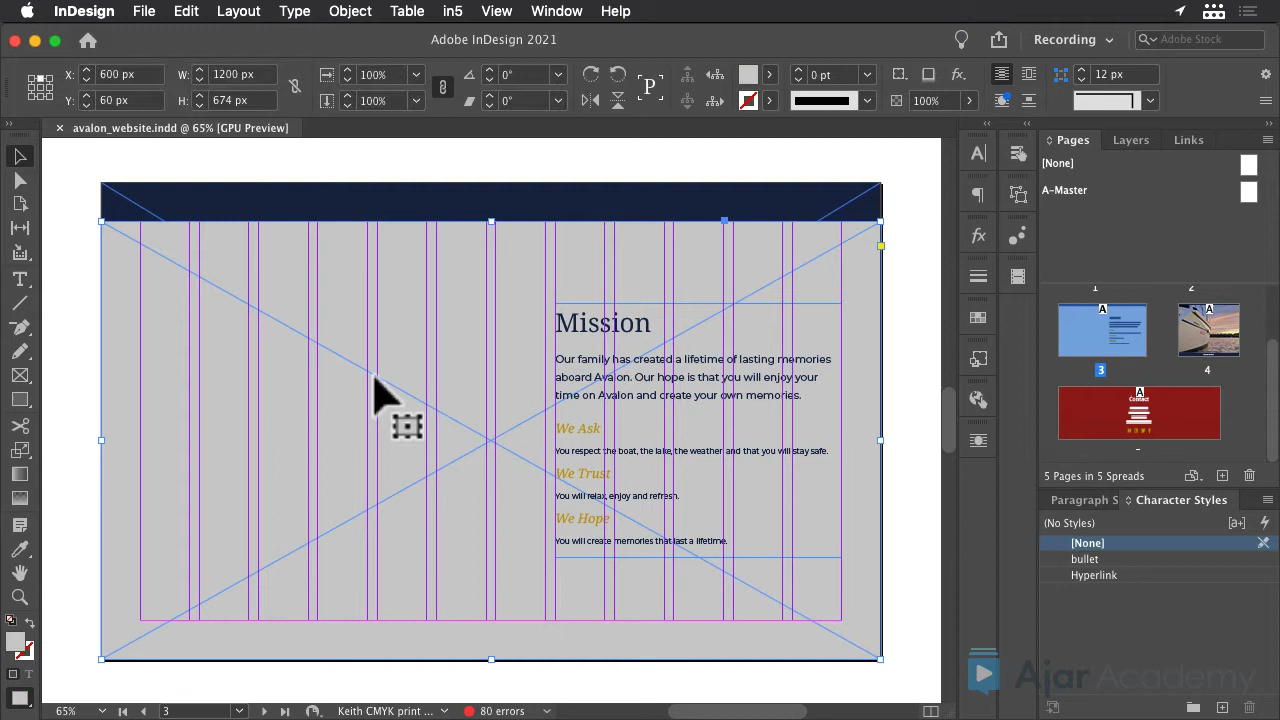 InDesign File Edit Layout Type Object Table in5 View Window Help
Adobe InDesign 2021
Recording
Adobe Stock
X: 600 px W: 1200 px 100% 0° P 0 pt fx. 12 px
Y: 60 px H: 674 px 100% 0° 100%
× avalon_website.indd @ 65% [GPU Preview]
Pages Layers Links
[None]
A-Master
A
A
1 2
A A
3 4
A
Contact
5 Pages in 5 Spreads
Paragraph S Character Styles
(No Styles) [a+]
[None]
bullet
Hyperlink
Mission
Our family has created a lifetime of lasting memories
aboard Avalon. Our hope is that you will enjoy your
time on Avalon and create your own memories.
We Ask
You respect the boat, the lake, the weather and that you will stay safe.
We Trust
You will relax, enjoy and refresh.
We Hope
You will create memories that last a lifetime.
Ajar Academy
65% 3 Keith CMYK print ... 80 errors